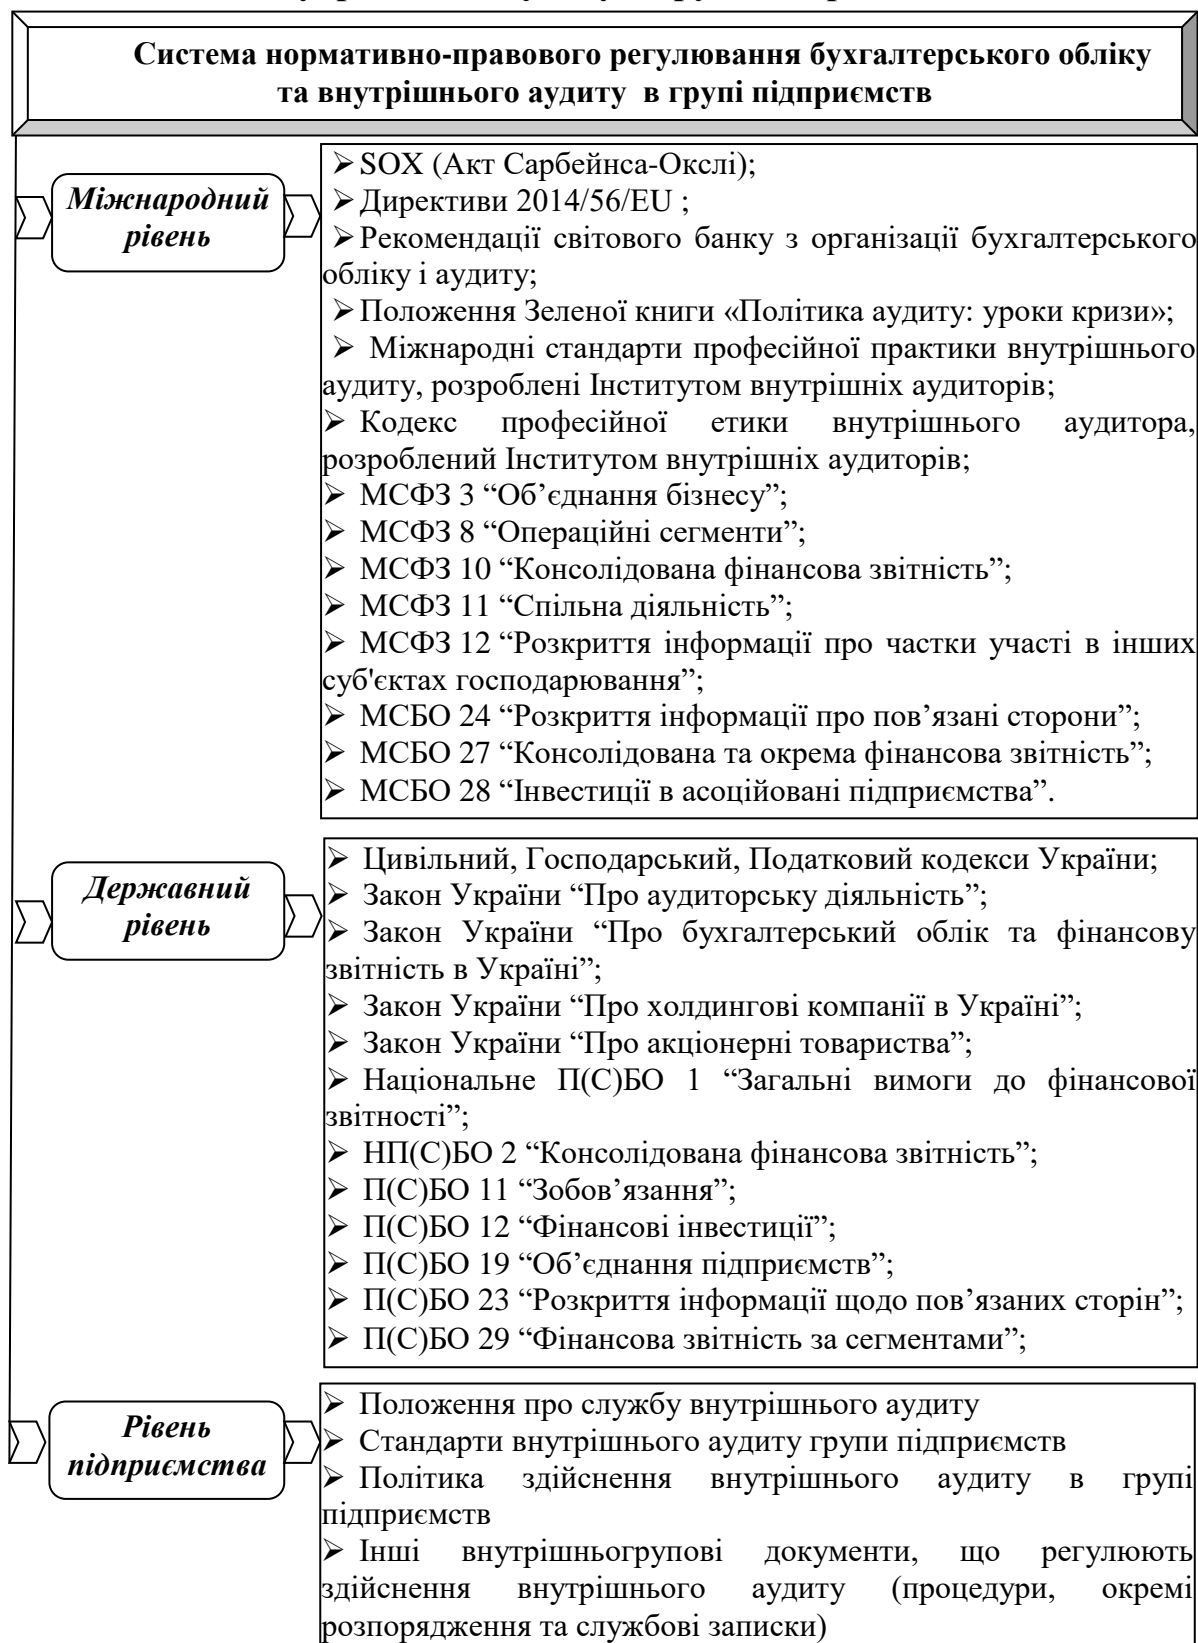 Система нормативно-правового регулювання бухгалтерського обліку
та внутрішнього аудиту в групі підприємств
Міжнародний
рівень
➢ SOX (Акт Сарбейнса-Окслі);
➢ Директиви 2014/56/EU ;
➢ Рекомендації світового банку з організації бухгалтерського
обліку і аудиту;
➢ Положення Зеленої книги «Політика аудиту: уроки кризи»;
➢ Міжнародні стандарти професійної практики внутрішнього
аудиту, розроблені Інститутом внутрішніх аудиторів;
➢ Кодекс професійної етики внутрішнього аудитора,
розроблений Інститутом внутрішніх аудиторів;
➢ МСФЗ 3 “Об’єднання бізнесу”;
➢ МСФЗ 8 “Операційні сегменти”;
➢ МСФЗ 10 “Консолідована фінансова звітність”;
➢ МСФЗ 11 “Спільна діяльність”;
➢ МСФЗ 12 “Розкриття інформації про частки участі в інших
суб'єктах господарювання”;
➢ МСБО 24 “Розкриття інформації про пов’язані сторони”;
➢ МСБО 27 “Консолідована та окрема фінансова звітність”;
➢ МСБО 28 “Інвестиції в асоційовані підприємства”.
Державний
рівень
➢ Цивільний, Господарський, Податковий кодекси України;
➢ Закон України “Про аудиторську діяльність”;
➢ Закон України “Про бухгалтерський облік та фінансову
звітність в Україні”;
➢ Закон України “Про холдингові компанії в Україні”;
➢ Закон України “Про акціонерні товариства”;
➢ Національне П(С)БО 1 “Загальні вимоги до фінансової
звітності”;
➢ НП(С)БО 2 “Консолідована фінансова звітність”;
➢ П(С)БО 11 “Зобов’язання”;
➢ П(С)БО 12 “Фінансові інвестиції”;
➢ П(С)БО 19 “Об’єднання підприємств”;
➢ П(С)БО 23 “Розкриття інформації щодо пов’язаних сторін”;
➢ П(С)БО 29 “Фінансова звітність за сегментами”;
Рівень
підприємства
➢ Положення про службу внутрішнього аудиту
➢ Стандарти внутрішнього аудиту групи підприємств
➢ Політика здійснення внутрішнього аудиту в групі
підприємств
➢ Інші внутрішньогрупові документи, що регулюють
здійснення внутрішнього аудиту (процедури, окремі
розпорядження та службові записки)